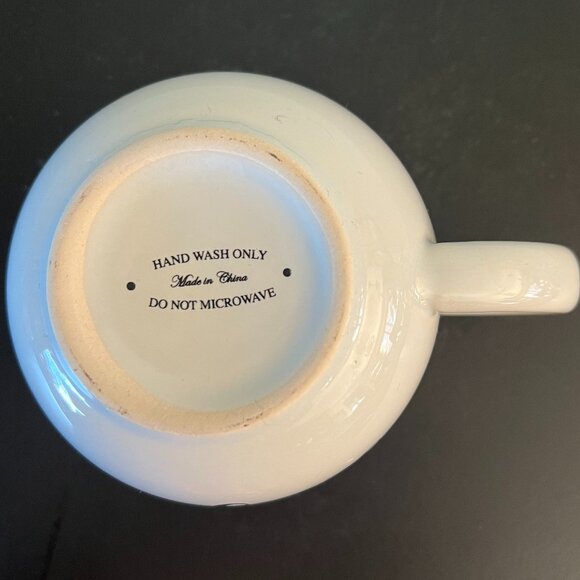 HAND WASH ONLY
Made in China
DO NOT MICROWAVE